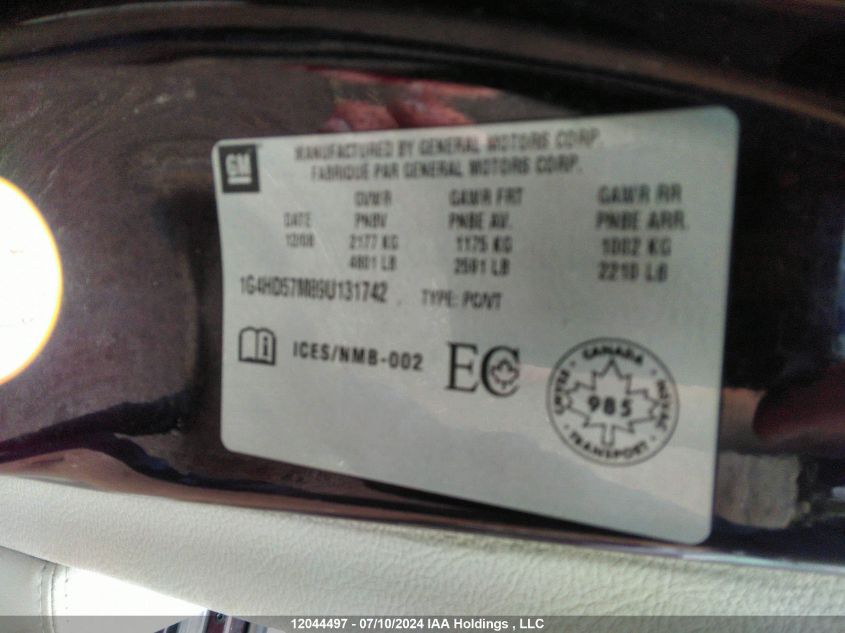 GM
MANUFACTURED BY GENERAL MOTORS CORP.
FABRIQUÉ PAR GENERAL MOTORS CORP.
GVWR GAWR FRT GAWR RR
DATE PNBV PNBE AV. PNBE ARR.
12/08 2177 KG 1175 KG 1002 KG
4801 LB 2591 LB 2210 LB
1G4HD57M89U131742 TYPE: PC/VT
i ICES/NMB-002 EC
CANADA
985
TRANSPORT
12044497 - 07/10/2024 IAA Holdings , LLC